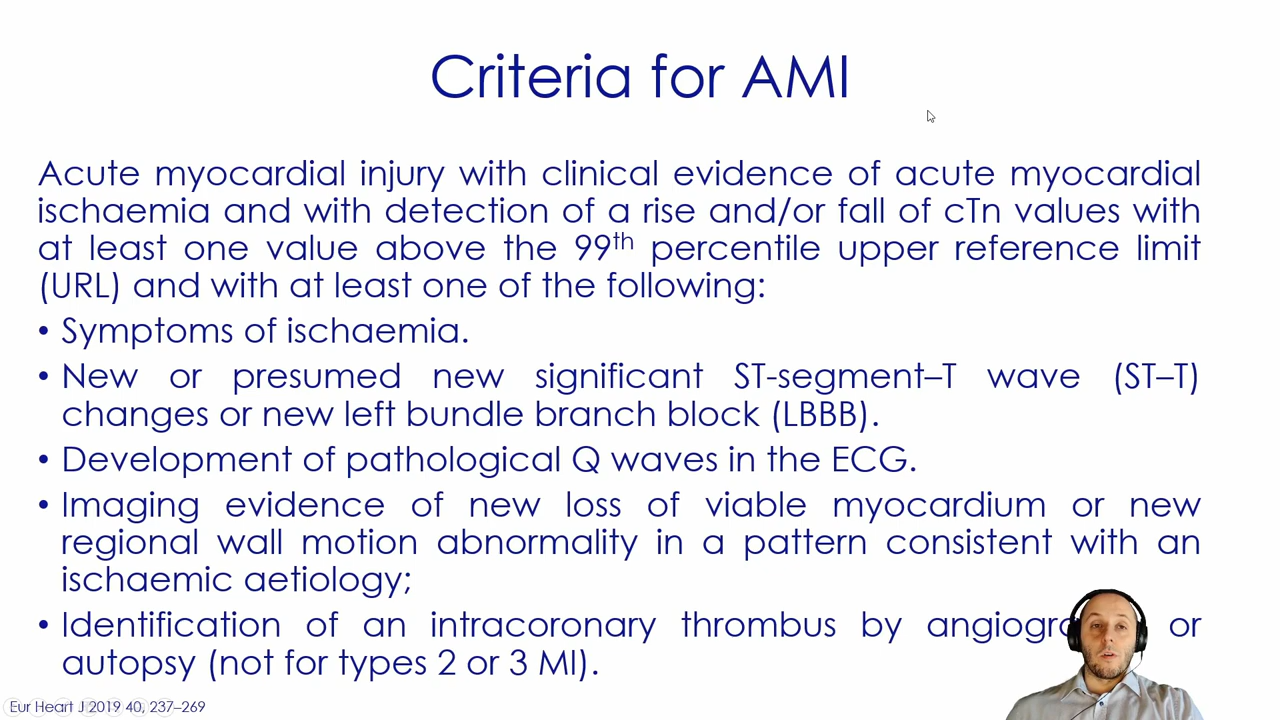 Criteria for AMI
Acute myocardial injury with clinical evidence of acute myocardial
ischaemia and with detection of a rise and/or fall of cTn values with
at least one value above the 99th percentile upper reference limit
(URL) and with at least one of the following:
• Symptoms of ischaemia.
• New or presumed new significant ST-segment–T wave (ST–T)
changes or new left bundle branch block (LBBB).
• Development of pathological Q waves in the ECG.
• Imaging evidence of new loss of viable myocardium or new
regional wall motion abnormality in a pattern consistent with an
ischaemic aetiology;
• Identification of an intracoronary thrombus by or
autopsy (not for types 2 or 3 MI).
Eur Heart J 2019 40, 237–269